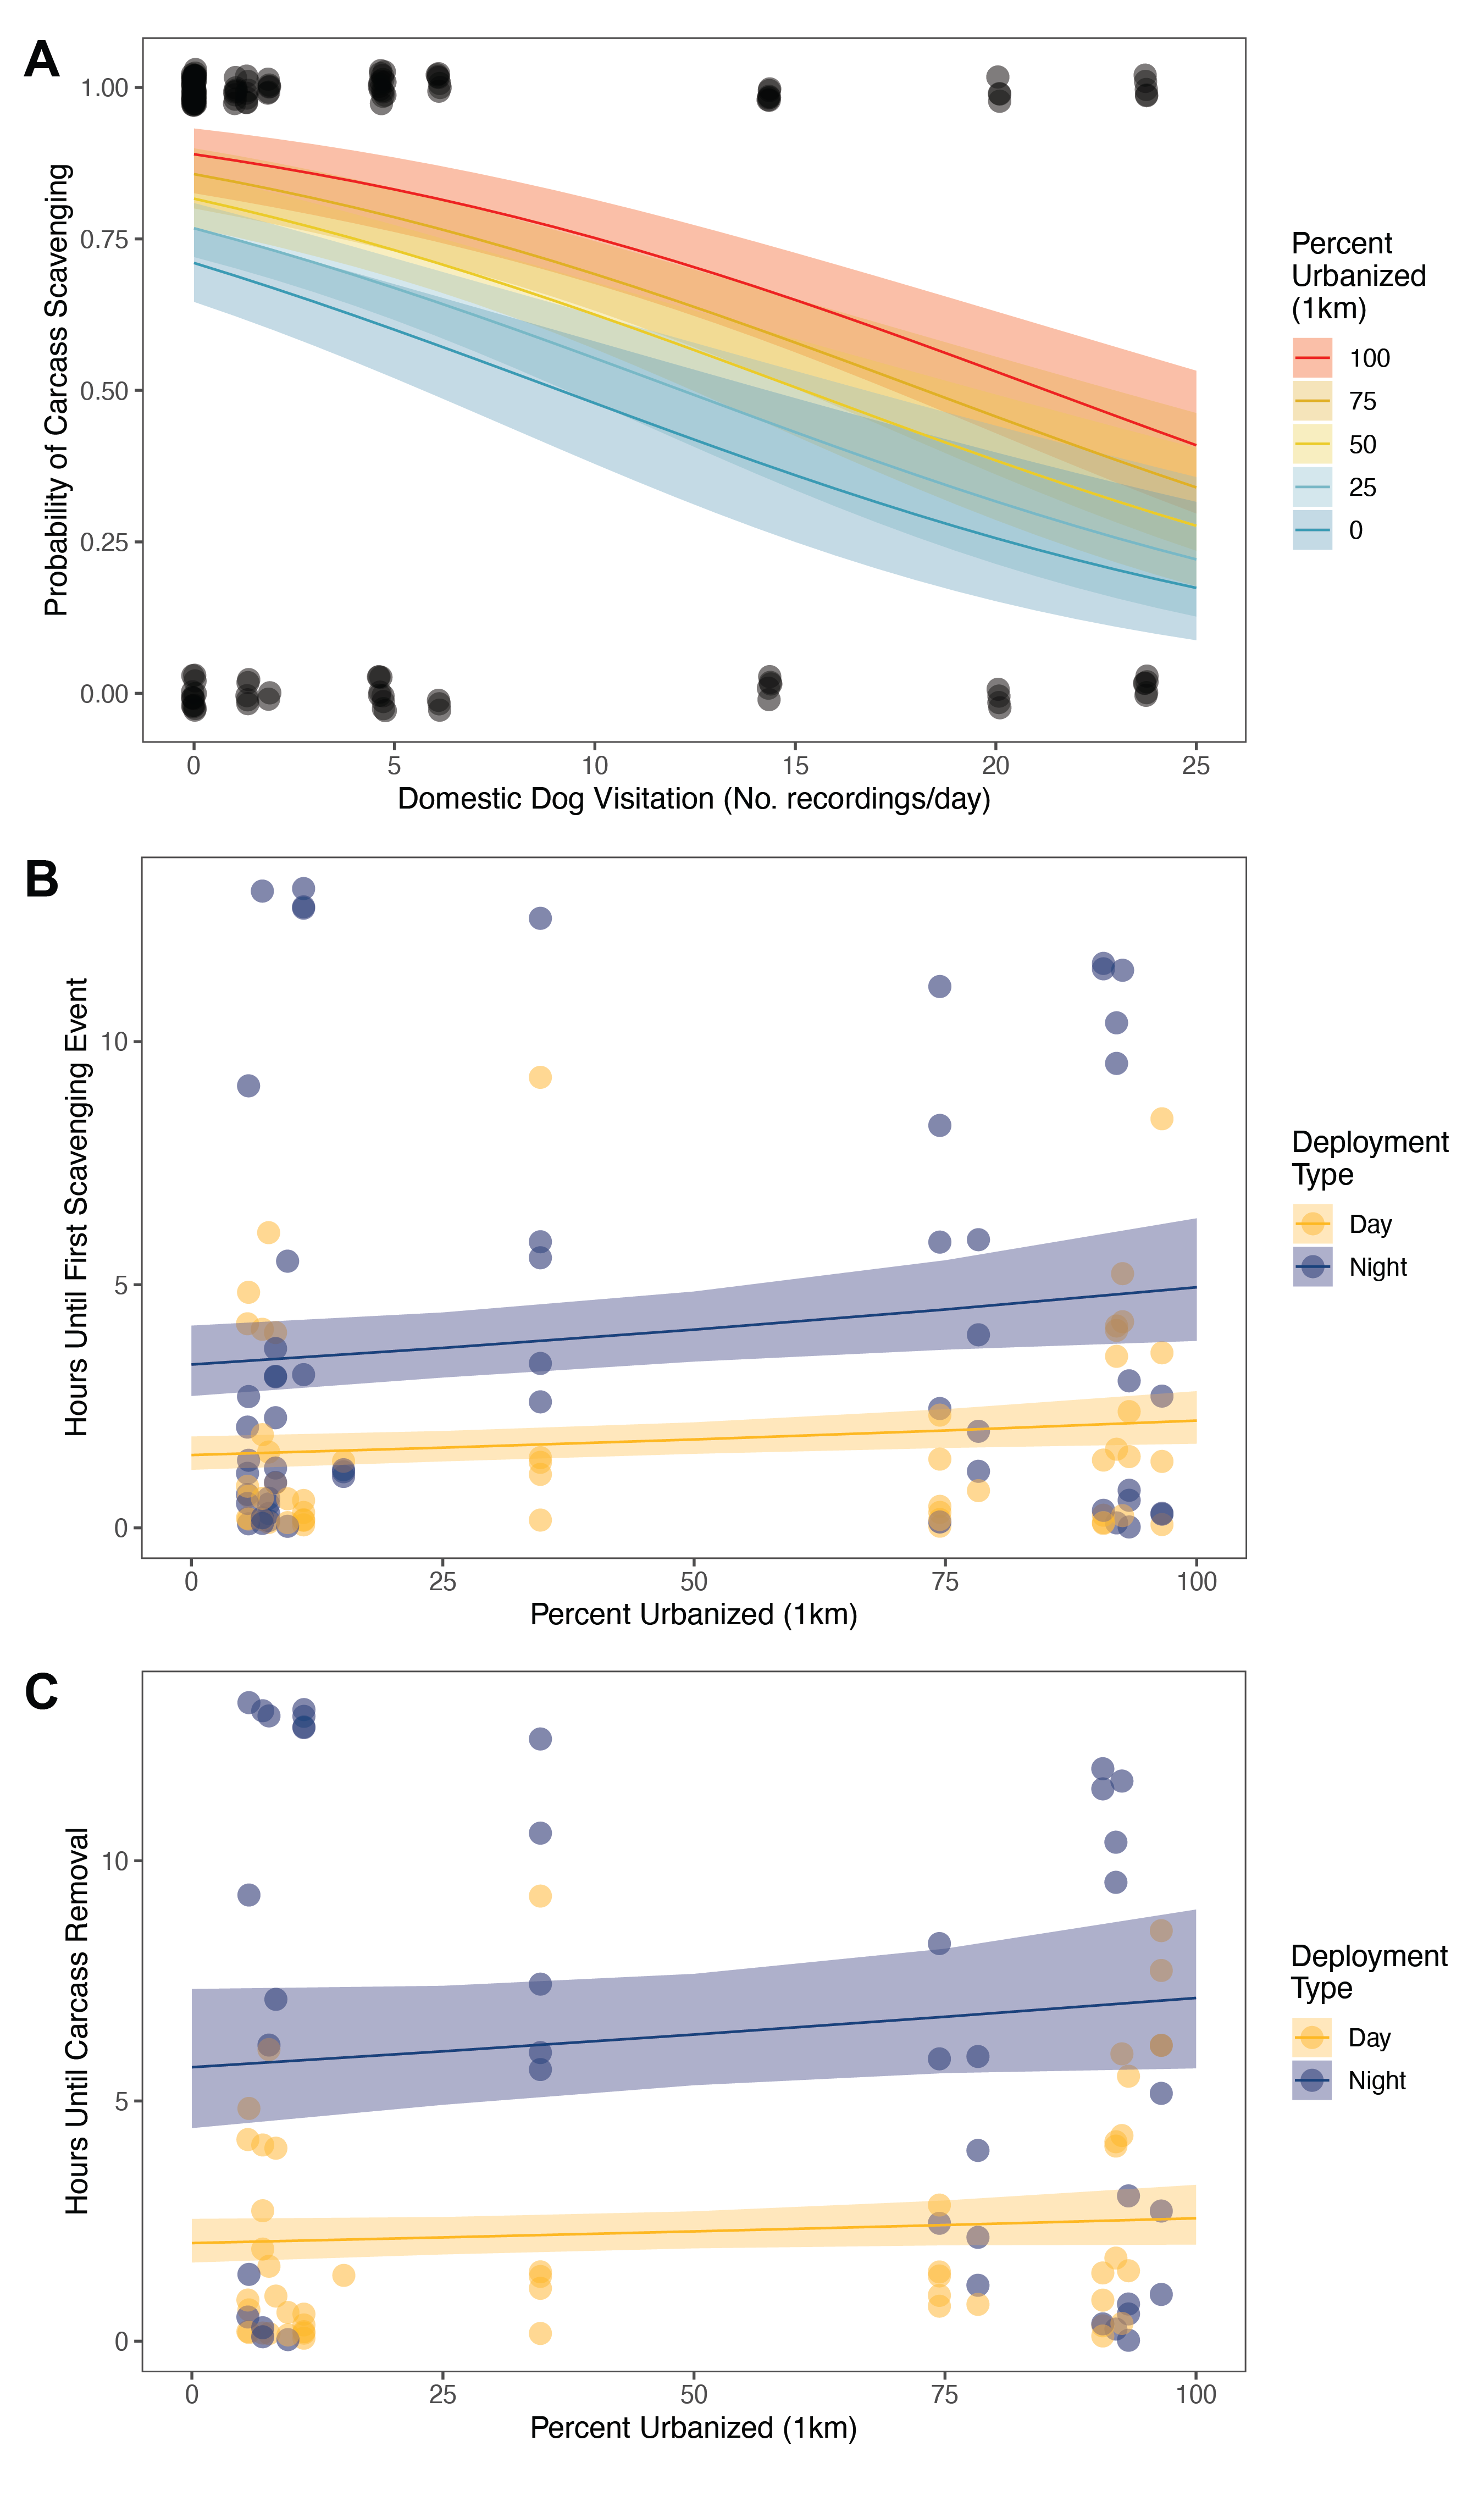 A
Probability of Carcass Scavenging
1.00
0.75
0.50
0.25
0.00
0 5 10 15 20 25
Domestic Dog Visitation (No. recordings/day)
Percent
Urbanized
(1km)
100
75
50
25
0
B
Hours Until First Scavenging Event
10
5
0
0 25 50 75 100
Percent Urbanized (1km)
Deployment
Type
Day
Night
C
Hours Until Carcass Removal
10
5
0
0 25 50 75 100
Percent Urbanized (1km)
Deployment
Type
Day
Night